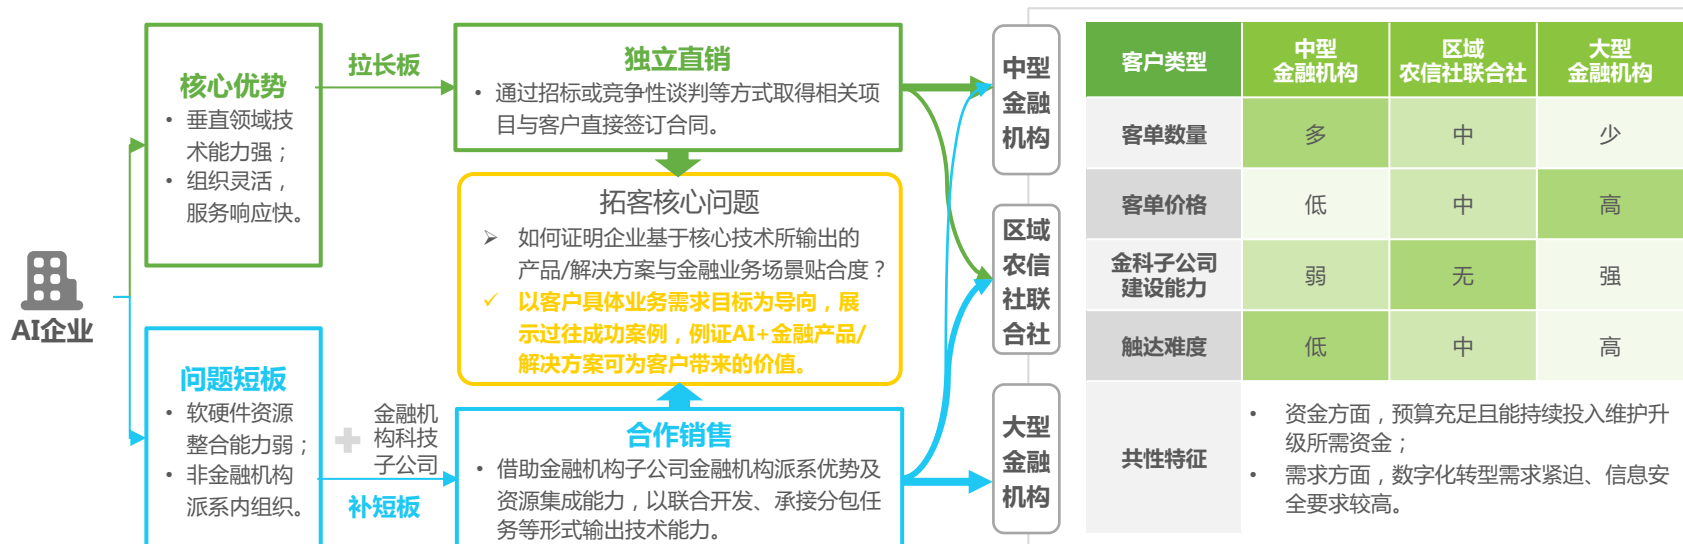 AI企业
核心优势
• 垂直领域技
术能力强；
• 组织灵活，
服务响应快。
问题短板
• 软硬件资源
整合能力弱；
• 非金融机构
派系内组织。
拉长板
金融机
构科技
子公司
补短板
独立直销
• 通过招标或竞争性谈判等方式取得相关项
目与客户直接签订合同。
拓客核心问题
➢ 如何证明企业基于核心技术所输出的
产品/解决方案与金融业务场景贴合度？
✓ 以客户具体业务需求目标为导向，展
示过往成功案例，例证AI+金融产品/
解决方案可为客户带来的价值。
合作销售
• 借助金融机构子公司金融机构派系优势及
资源集成能力，以联合开发、承接分包任
务等形式输出技术能力。
中型
金融
机构
区域
农信
社联
合社
大型
金融
机构
客户类型 中型金融机构 区域农信社联合社 大型金融机构
客单数量 多 中 少
客单价格 低 中 高
金科子公司建设能力 弱 无 强
触达难度 低 中 高
共性特征
• 资金方面，预算充足且能持续投入维护升
级所需资金；
• 需求方面，数字化转型需求紧迫、信息安
全要求较高。